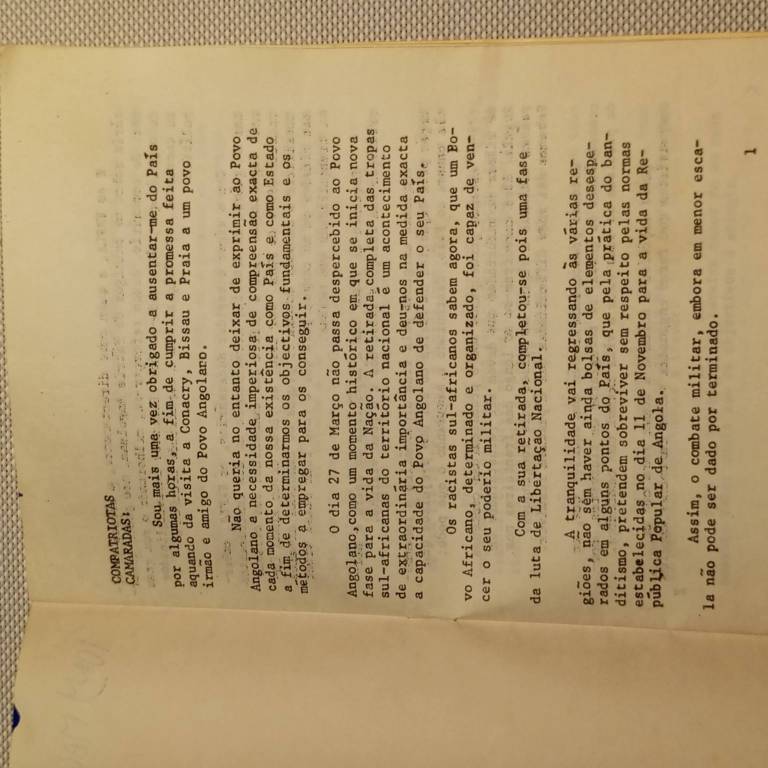 COMPATRIOTAS
CAMARADAS:
Sou mais uma vez obrigado a ausentar-me do País
por algumas horas, a fim de cumprir a promessa feita
aquando da visita a Conacry, Bissau e Praia a um povo
irmão e amigo do Povo Angolaro.
Não queria no entanto deixar de exprimir ao Povo
Angolano a necessidade imperiosa de compreensão exacta de
cada momento da nossa existência como País e como Estado
a fim de determinarmos os objectivos fundamentais e os
métodos a empregar para os conseguir.
O dia 27 de Março não passa despercebido ao Povo
Angolano,como um momento histórico em que se inicia nova
fase para a vida da Nação. A retirada completa das tropas
sul-africanas do território nacional é um acontecimento
de extraordinária importância e deu-nos na medida exacta
a capacidade do Povo Angolano de defender o seu País.
Os racistas sul-africanos sabem agora, que um Bo-
vo Africano, determinado e organizado, foi capaz de ven-
cer o seu poderio militar.
Com a sua retirada, completou-se pois uma fase
da luta de Libertação Nacional.
A tranquilidade vai regressando às várias re-
giões, não sem haver ainda bolsas de elementos desespe-
rados em alguns pontos do País, que pela prática do ban-
ditismo, pretendem sobreviver sem respeito pelas normas
estabelecidas no dia 11 de Novembro para a vida da Re-
pública Popular de Angola.
Assim, o combate militar, embora em menor esca-
la não pode ser dado por terminado.
1